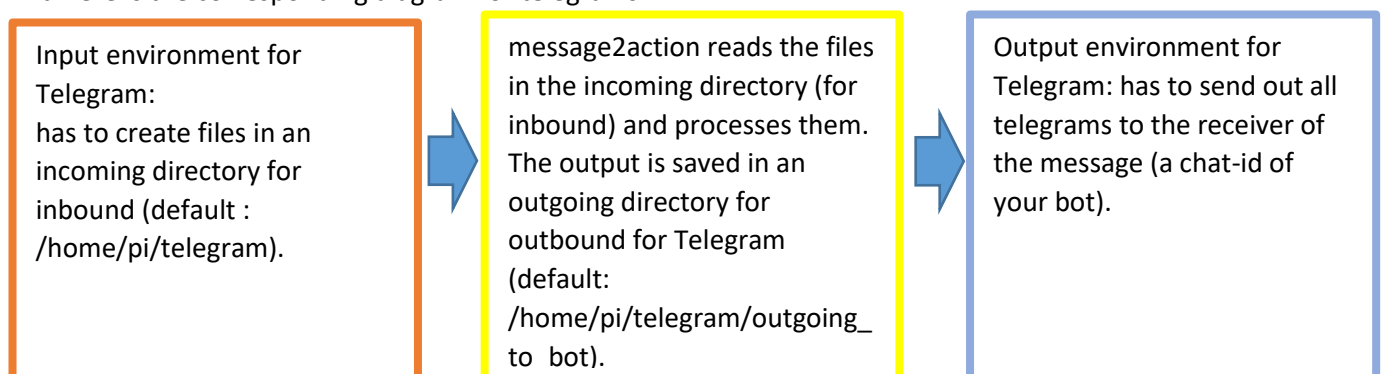 Input environment for
Telegram:
has to create files in an
incoming directory for
inbound (default :
/home/pi/telegram).
message2action reads the files
in the incoming directory (for
inbound) and processes them.
The output is saved in an
outgoing directory for
outbound for Telegram
(default:
/home/pi/telegram/outgoing_
to_bot).
Output environment for
Telegram: has to send out all
telegrams to the receiver of
the message (a chat-id of
your bot).